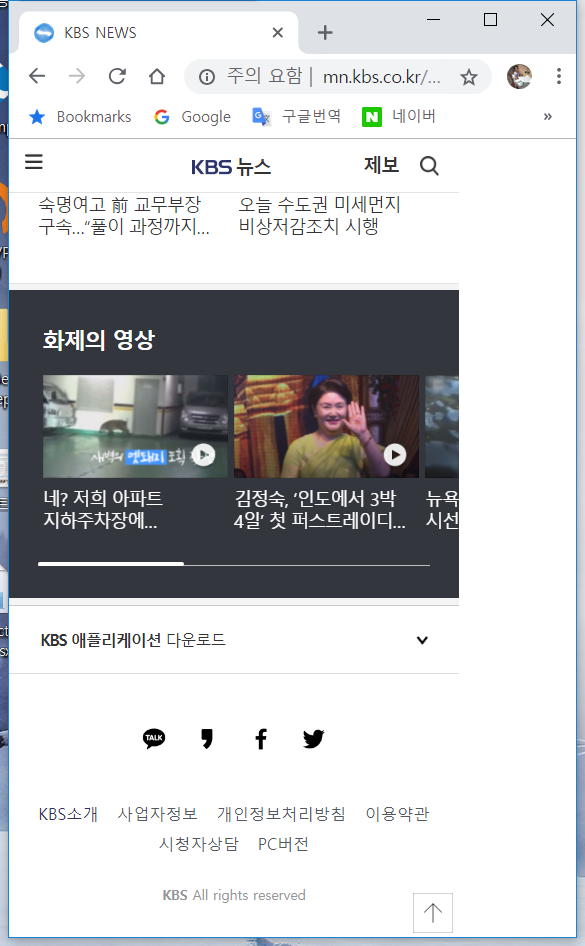 KBS NEWS
주의 요함 | mn.kbs.co.kr/...
Bookmarks Google 구글번역 네이버 »
KBS 뉴스 제보
숙명여고 前 교무부장
구속...“풀이 과정까지...
오늘 수도권 미세먼지
비상저감조치 시행
화제의 영상
새벽의 멧돼지 포획
네? 저희 아파트
지하주차장에...
김정숙, ‘인도에서 3박
4일’ 첫 퍼스트레이디...
뉴욕
시선
KBS 애플리케이션 다운로드
TALK
KBS소개 사업자정보 개인정보처리방침 이용약관
시청자상담 PC버전
KBS All rights reserved